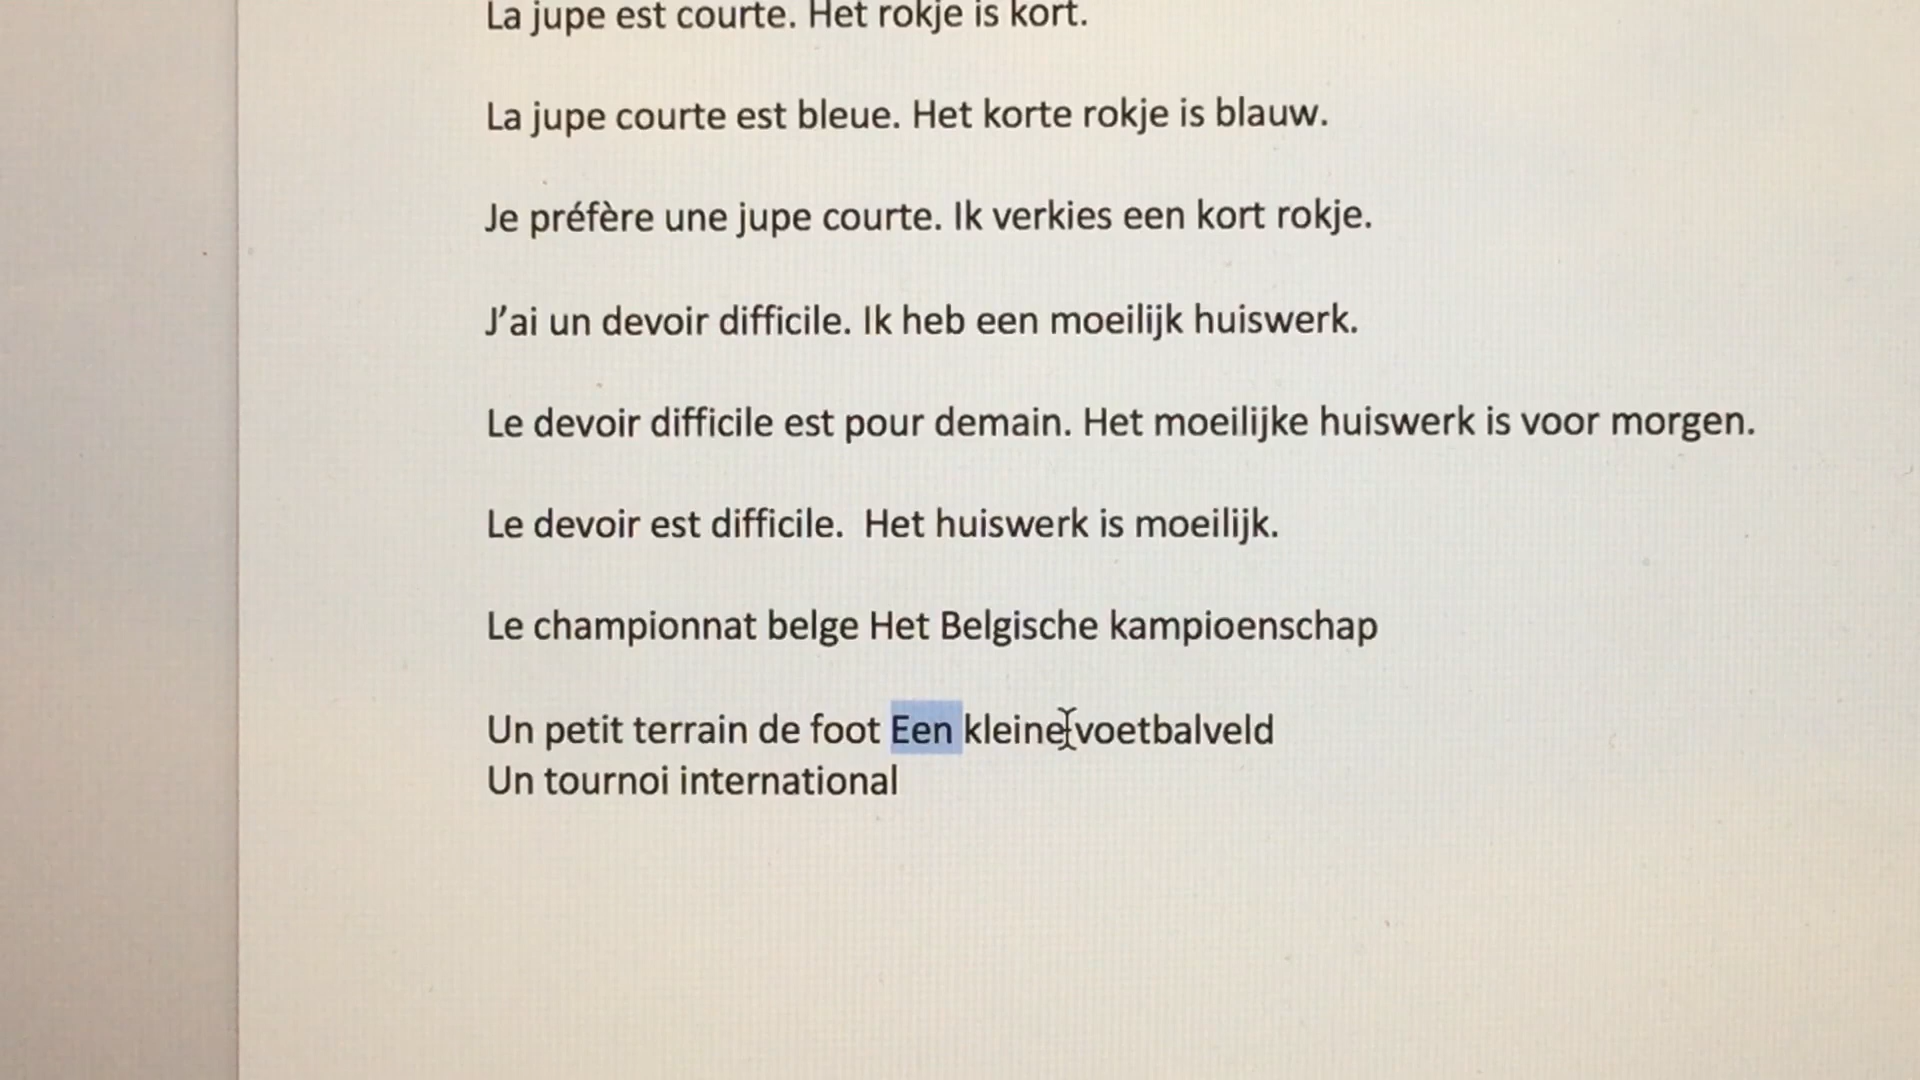 La jupe est courte. Het rokje is kort.
La jupe courte est bleue. Het korte rokje is blauw.
Je préfère une jupe courte. Ik verkies een kort rokje.
J’ai un devoir difficile. Ik heb een moeilijk huiswerk.
Le devoir difficile est pour demain. Het moeilijke huiswerk is voor morgen.
Le devoir est difficile.  Het huiswerk is moeilijk.
Le championnat belge Het Belgische kampioenschap
Un petit terrain de foot Een kleine voetbalveld
Un tournoi international